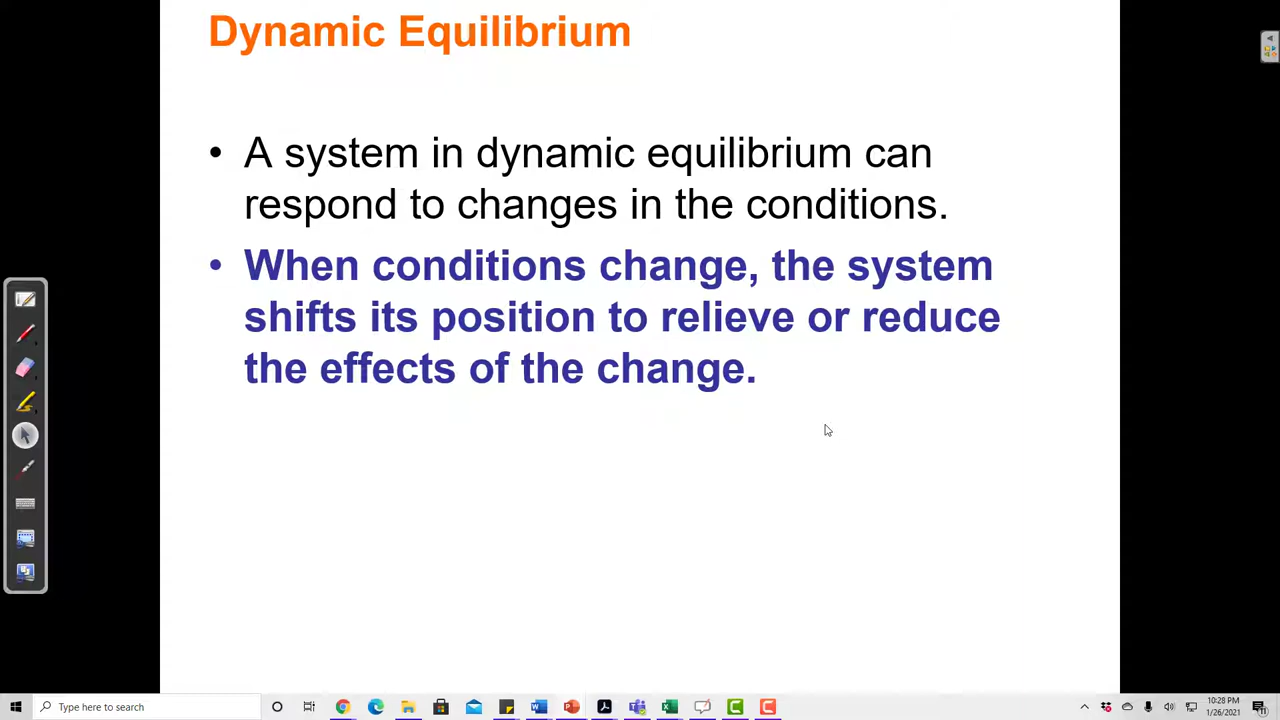 Dynamic Equilibrium
• A system in dynamic equilibrium can
respond to changes in the conditions.
• When conditions change, the system
shifts its position to relieve or reduce
the effects of the change.
Type here to search
10:28 PM
1/26/2021